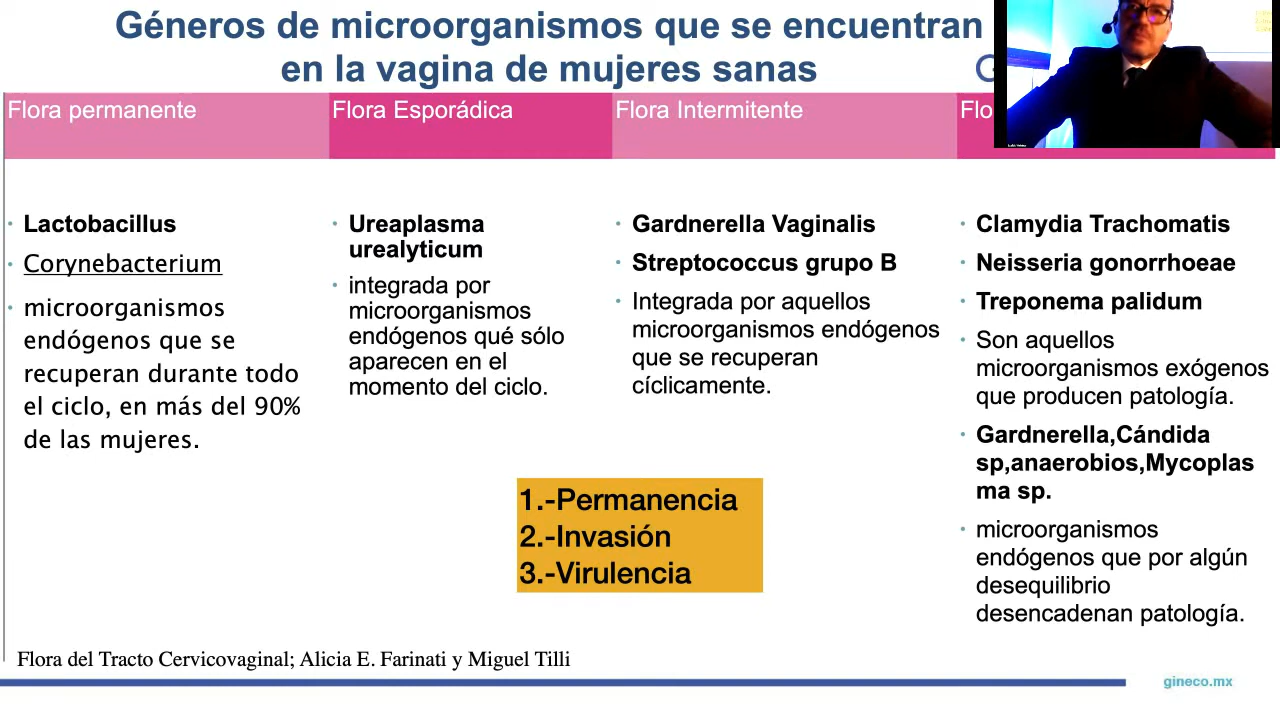 Géneros de microorganismos que se encuentran
en la vagina de mujeres sanas
Flora permanente
Flora Esporádica
Flora Intermitente
Flo
Lactobacillus
Corynebacterium
microorganismos
endógenos que se
recuperan durante todo
el ciclo, en más del 90%
de las mujeres.
Ureaplasma
urealyticum
integrada por
microorganismos
endógenos qué sólo
aparecen en el
momento del ciclo.
Gardnerella Vaginalis
Streptococcus grupo B
Integrada por aquellos
microorganismos endógenos
que se recuperan
cíclicamente.
Clamydia Trachomatis
Neisseria gonorrhoeae
Treponema palidum
Son aquellos
microorganismos exógenos
que producen patología.
Gardnerella,Cándida
sp,anaerobios,Mycoplas
ma sp.
microorganismos
endógenos que por algún
desequilibrio
desencadenan patología.
1.-Permanencia
2.-Invasión
3.-Virulencia
Flora del Tracto Cervicovaginal; Alicia E. Farinati y Miguel Tilli
gineco.mx